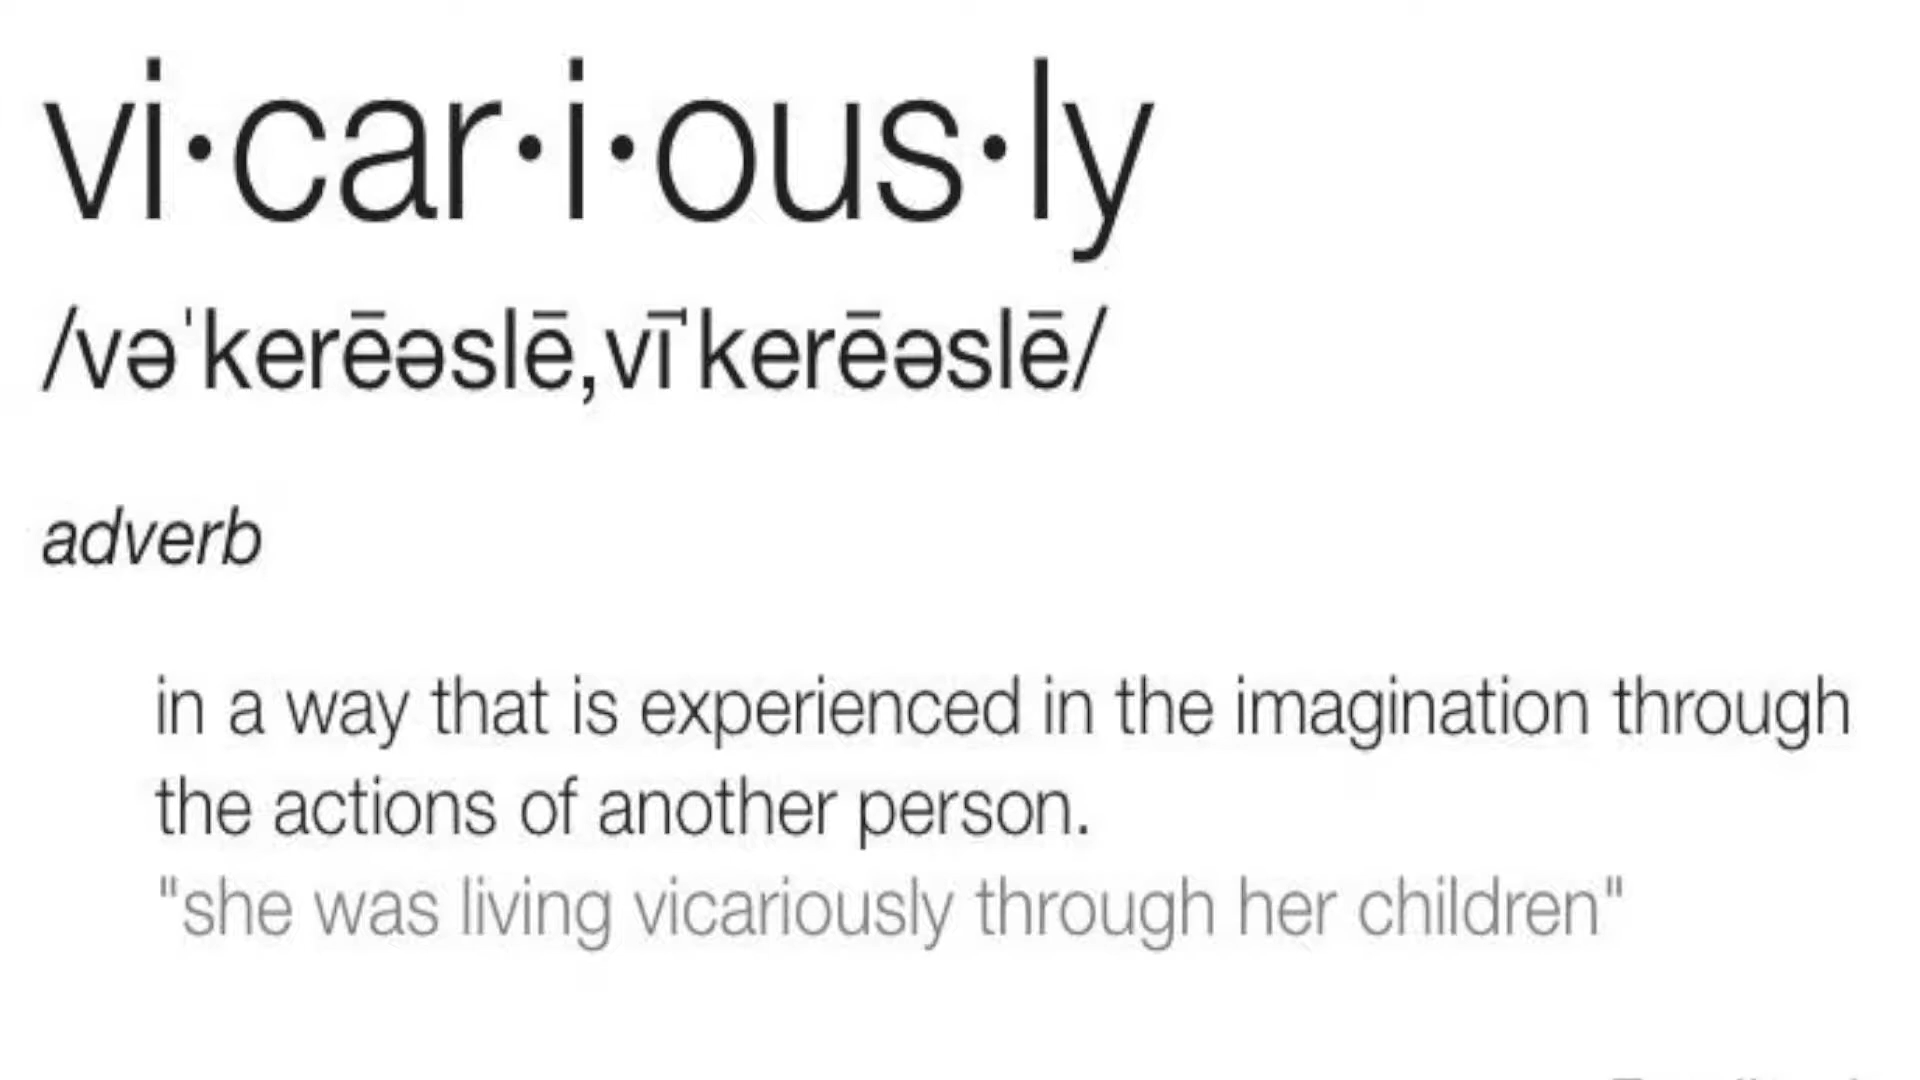 vi·car·i·ous·ly
/vəˈkerēəslē,vīˈkerēəslē/
adverb
in a way that is experienced in the imagination through
the actions of another person.
"she was living vicariously through her children"